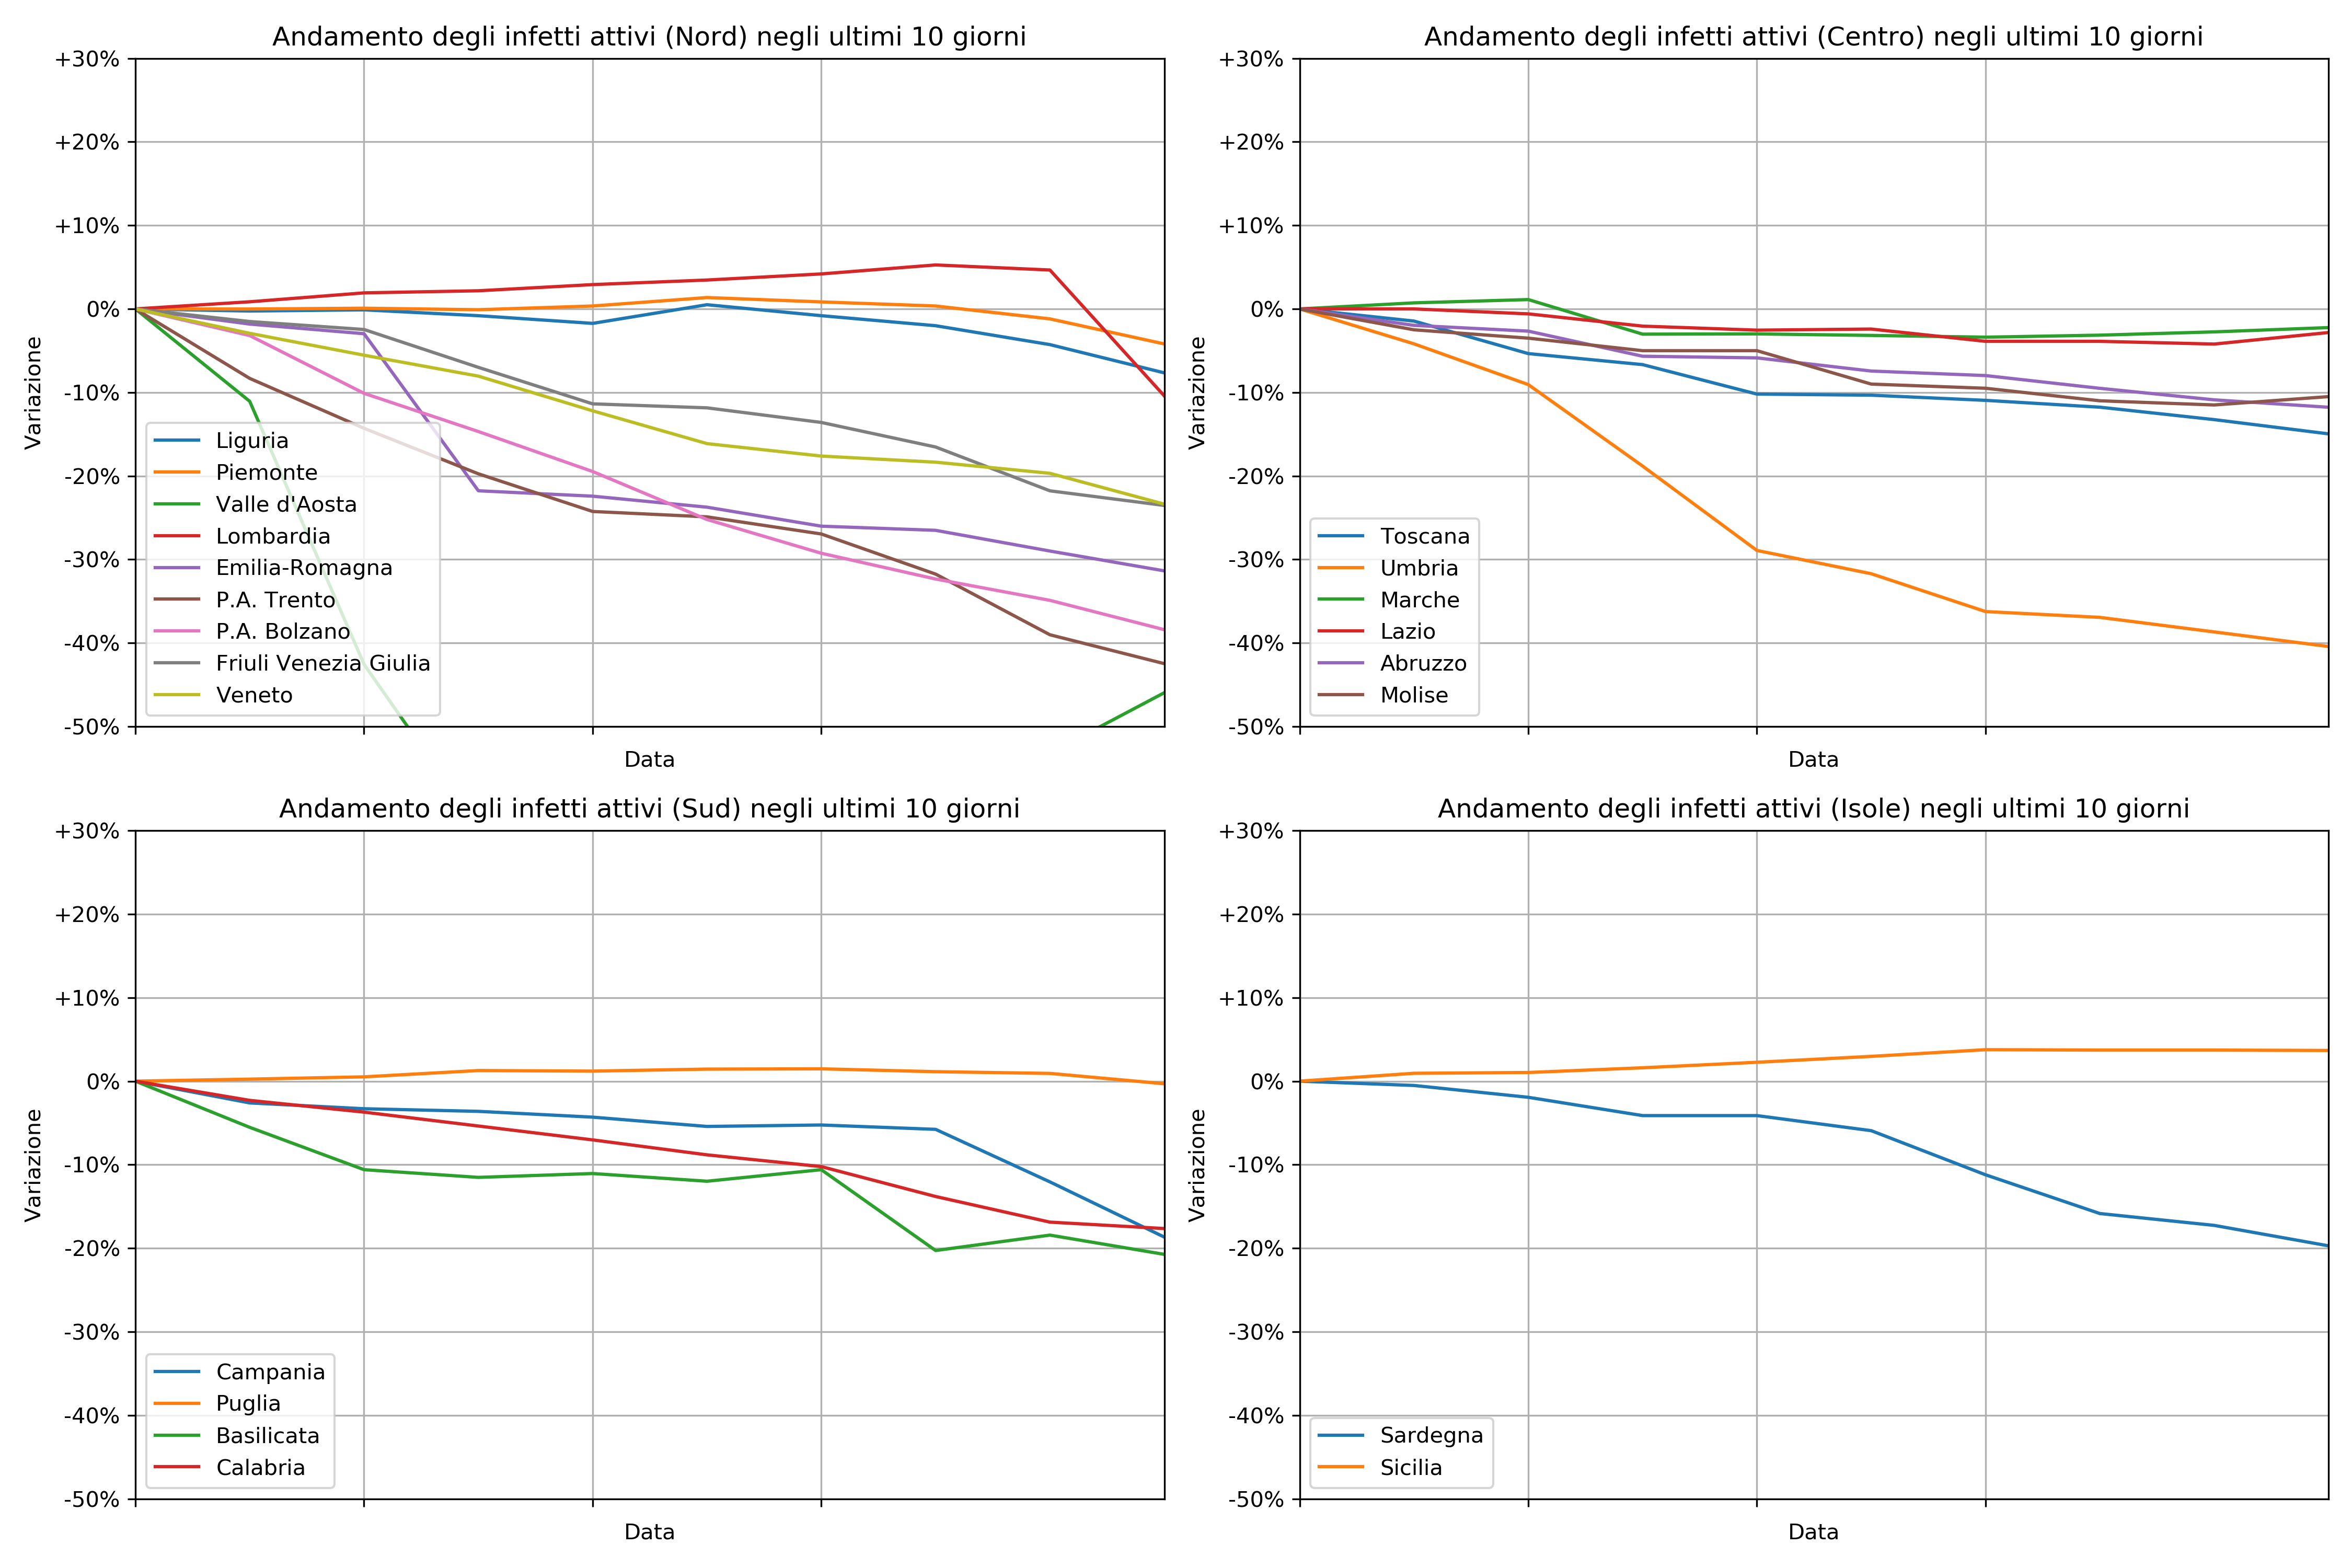 Andamento degli infetti attivi (Nord) negli ultimi 10 giorni
+30%
+20%
+10%
0%
-10%
-20%
-30%
-40%
-50%
Variazione
Liguria
Piemonte
Valle d'Aosta
Lombardia
Emilia-Romagna
P.A. Trento
P.A. Bolzano
Friuli Venezia Giulia
Veneto
Data
Andamento degli infetti attivi (Centro) negli ultimi 10 giorni
+30%
+20%
+10%
0%
-10%
-20%
-30%
-40%
-50%
Variazione
Toscana
Umbria
Marche
Lazio
Abruzzo
Molise
Data
Andamento degli infetti attivi (Sud) negli ultimi 10 giorni
+30%
+20%
+10%
0%
-10%
-20%
-30%
-40%
-50%
Variazione
Campania
Puglia
Basilicata
Calabria
Data
Andamento degli infetti attivi (Isole) negli ultimi 10 giorni
+30%
+20%
+10%
0%
-10%
-20%
-30%
-40%
-50%
Variazione
Sardegna
Sicilia
Data